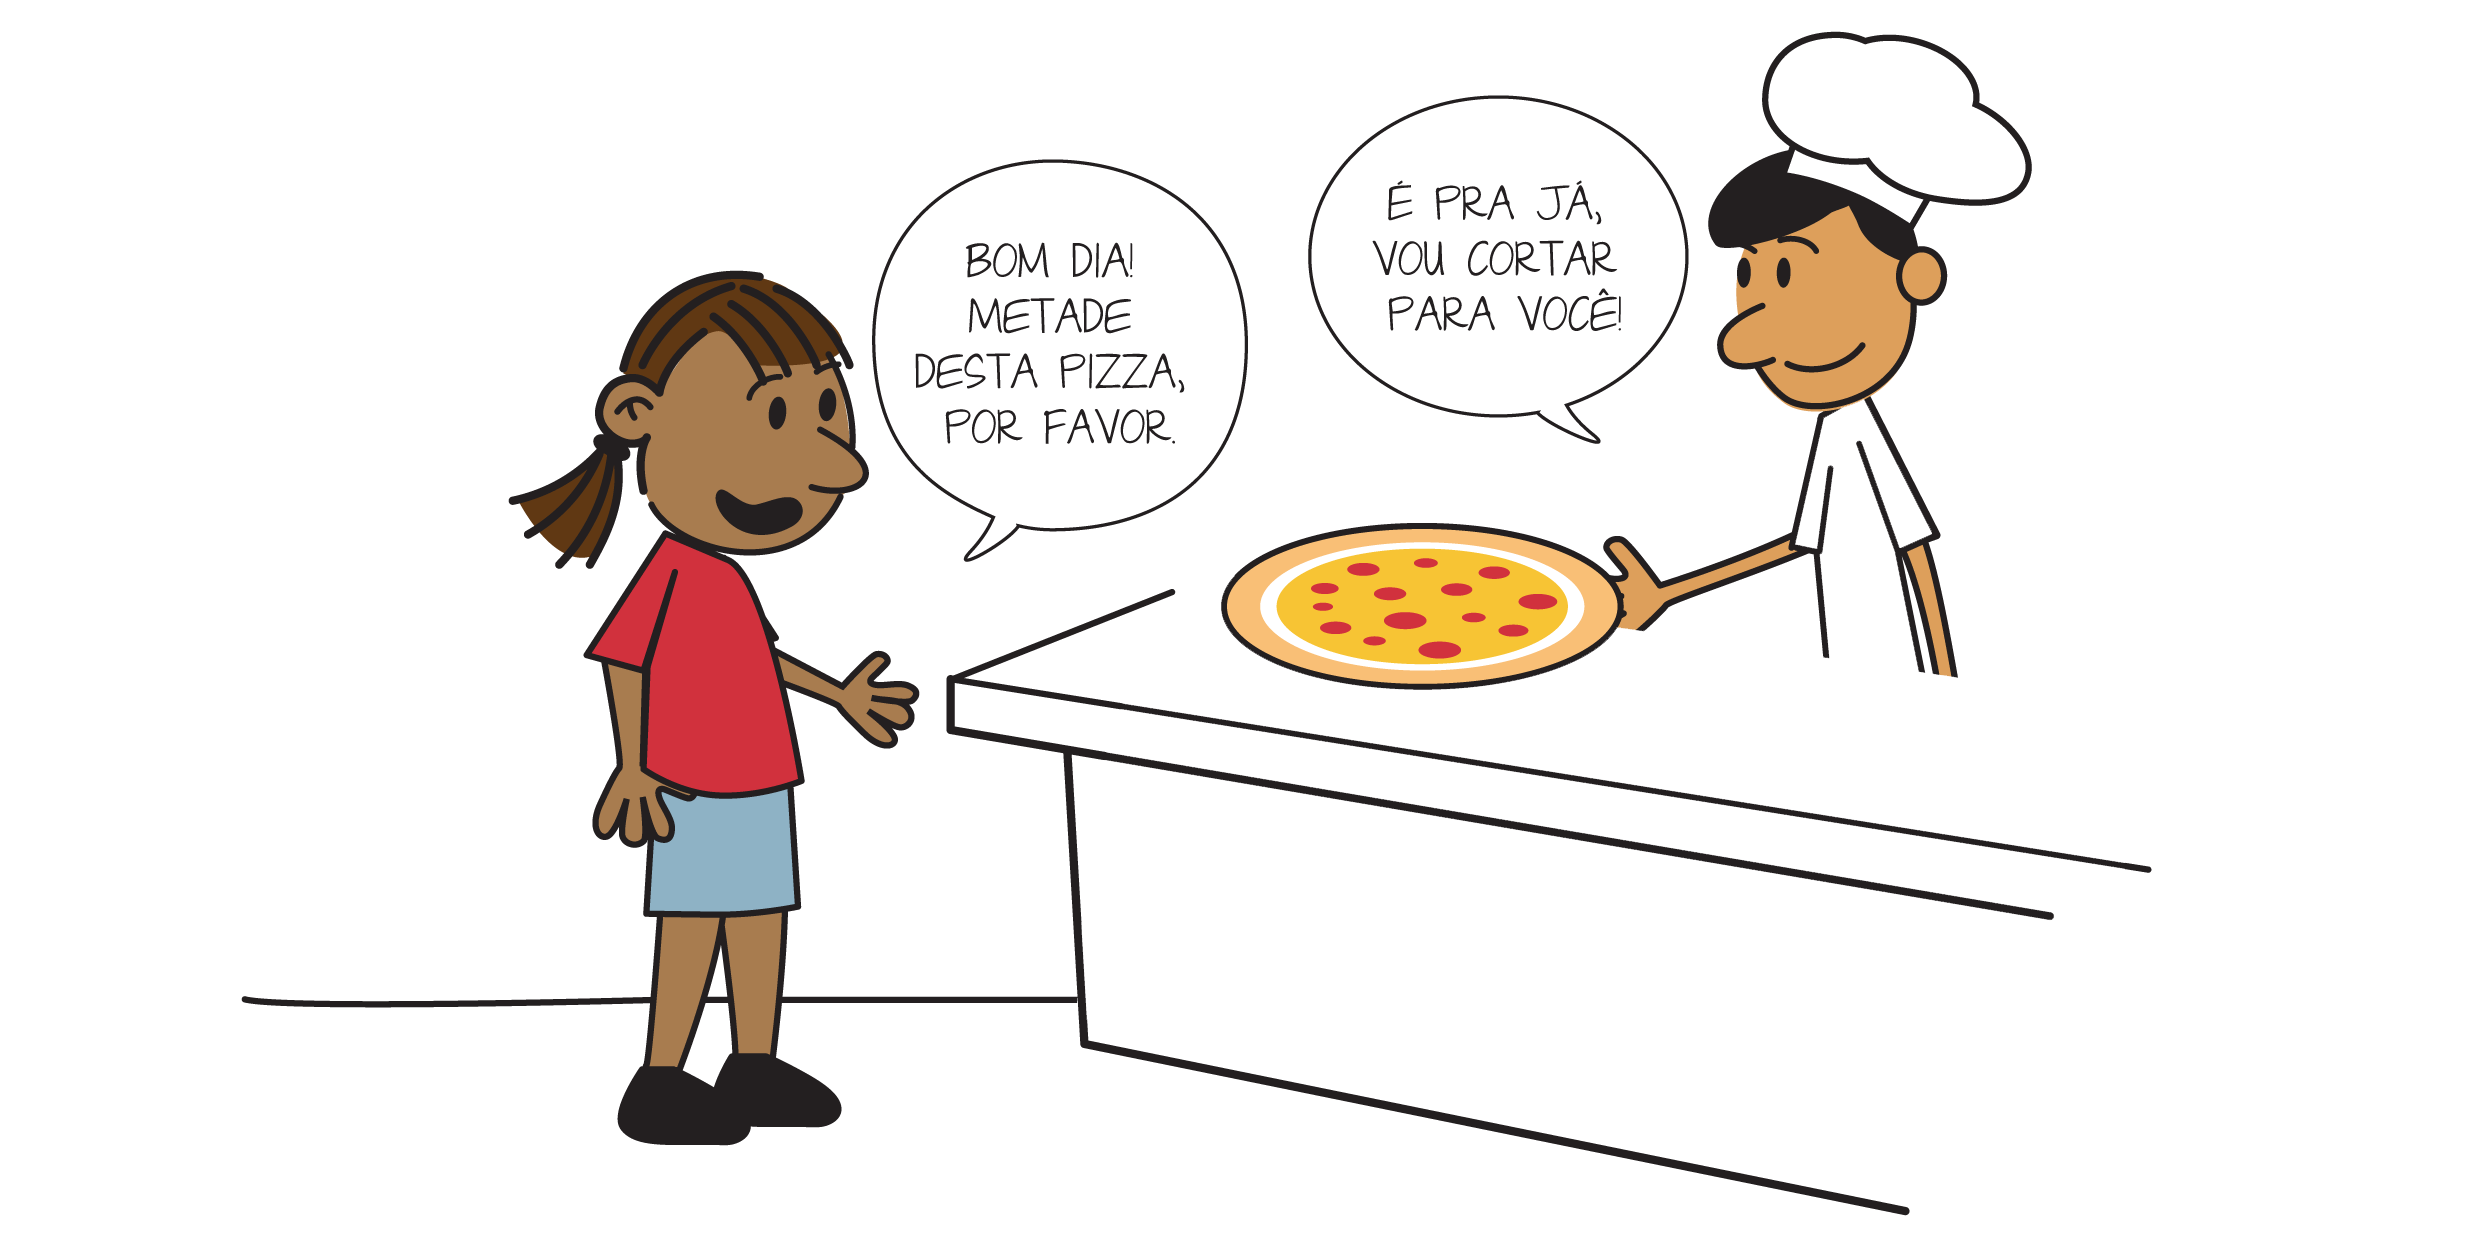 BOM DIA!
METADE
DESTA PIZZA,
POR FAVOR.
É PRA JÁ,
VOU CORTAR
PARA VOCÊ!